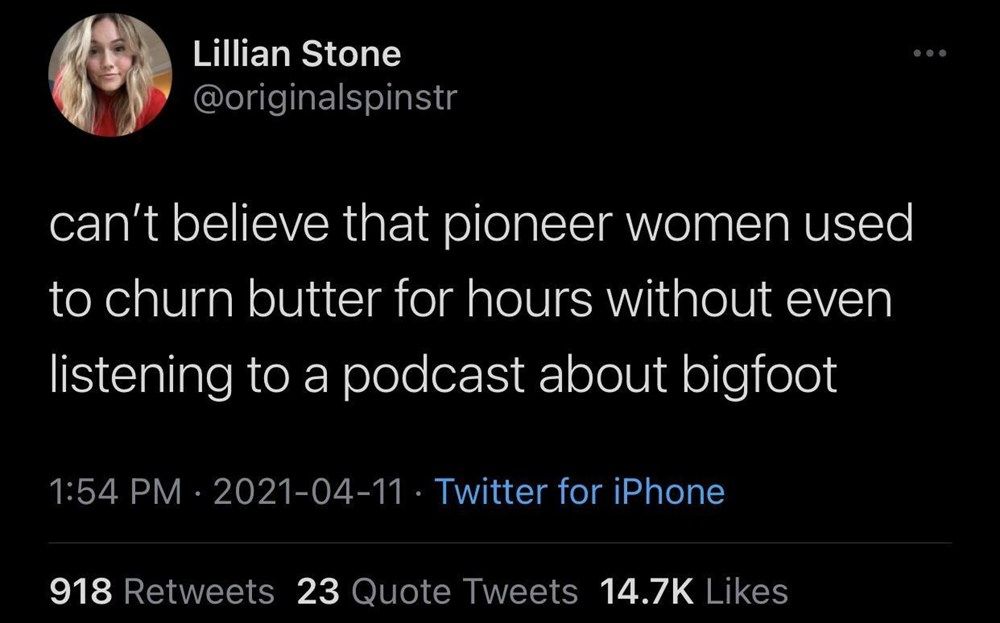 Lillian Stone
@originalspinstr
can’t believe that pioneer women used
to churn butter for hours without even
listening to a podcast about bigfoot
1:54 PM · 2021-04-11 · Twitter for iPhone
918 Retweets 23 Quote Tweets 14.7K Likes